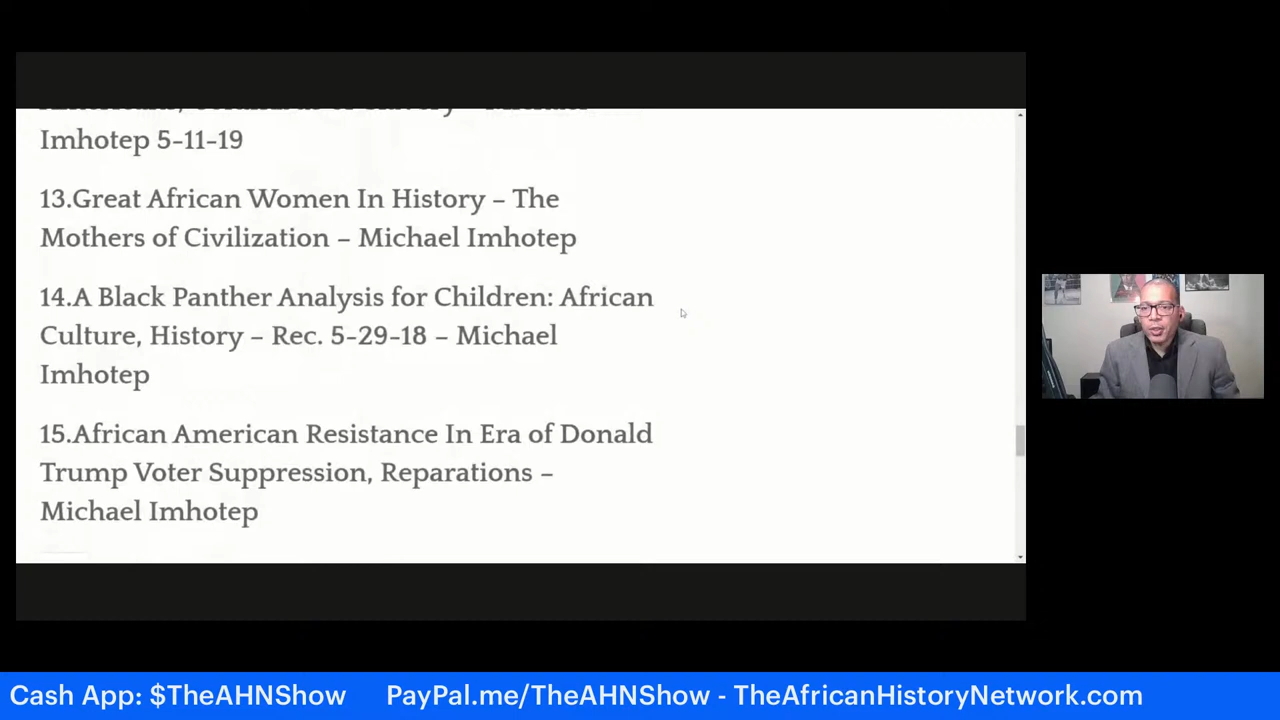 Imhotep 5-11-19
13.Great African Women In History – The
Mothers of Civilization – Michael Imhotep
14.A Black Panther Analysis for Children: African
Culture, History – Rec. 5-29-18 – Michael
Imhotep
15.African American Resistance In Era of Donald
Trump Voter Suppression, Reparations –
Michael Imhotep
Cash App: $TheAHNShow PayPal.me/TheAHNShow - TheAfricanHistoryNetwork.com